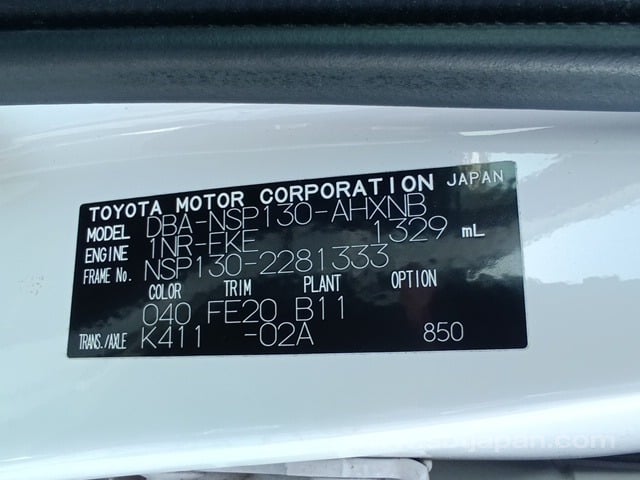 TOYOTA MOTOR CORPORATION JAPAN
MODEL DBA-NSP130-AHXNB
ENGINE 1NR-FKE 1329 mL
FRAME No. NSP130-2281333
COLOR TRIM PLANT OPTION
040 FE20 B11
TRANS./AXLE K411 -02A 850